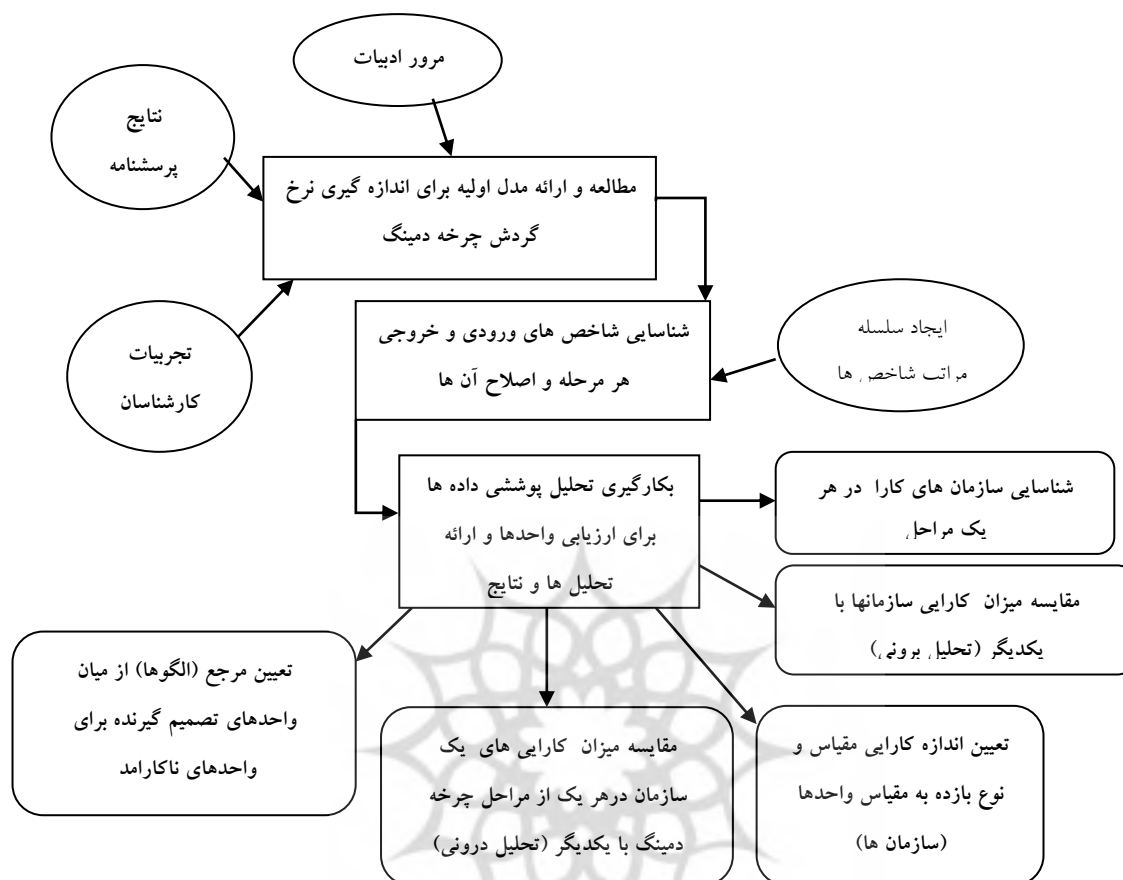 مرور ادبیات
نتایج
پرسشنامه
مطالعه و ارائه مدل اولیه برای اندازه گیری نرخ
گردش چرخه دمینگ
تجربیات
کارشناسان
شناسایی شاخص های ورودی و خروجی
هر مرحله و اصلاح آن ها
ایجاد سلسله
مراتب شاخص ها
بکارگیری تحلیل پوششی داده ها
برای ارزیابی واحدها و ارائه
تحلیل ها و نتایج
شناسایی سازمان های کارا در هر
یک مراحل
مقایسه میزان کارایی سازمانها با
یکدیگر (تحلیل برونی)
تعیین اندازه کارایی مقیاس و
نوع بازده به مقیاس واحدها
(سازمان ها)
مقایسه میزان کارایی های یک
سازمان درهر یک از مراحل چرخه
دمینگ با یکدیگر (تحلیل درونی)
تعیین مرجع (الگوها) از میان
واحدهای تصمیم گیرنده برای
واحدهای ناکارامد